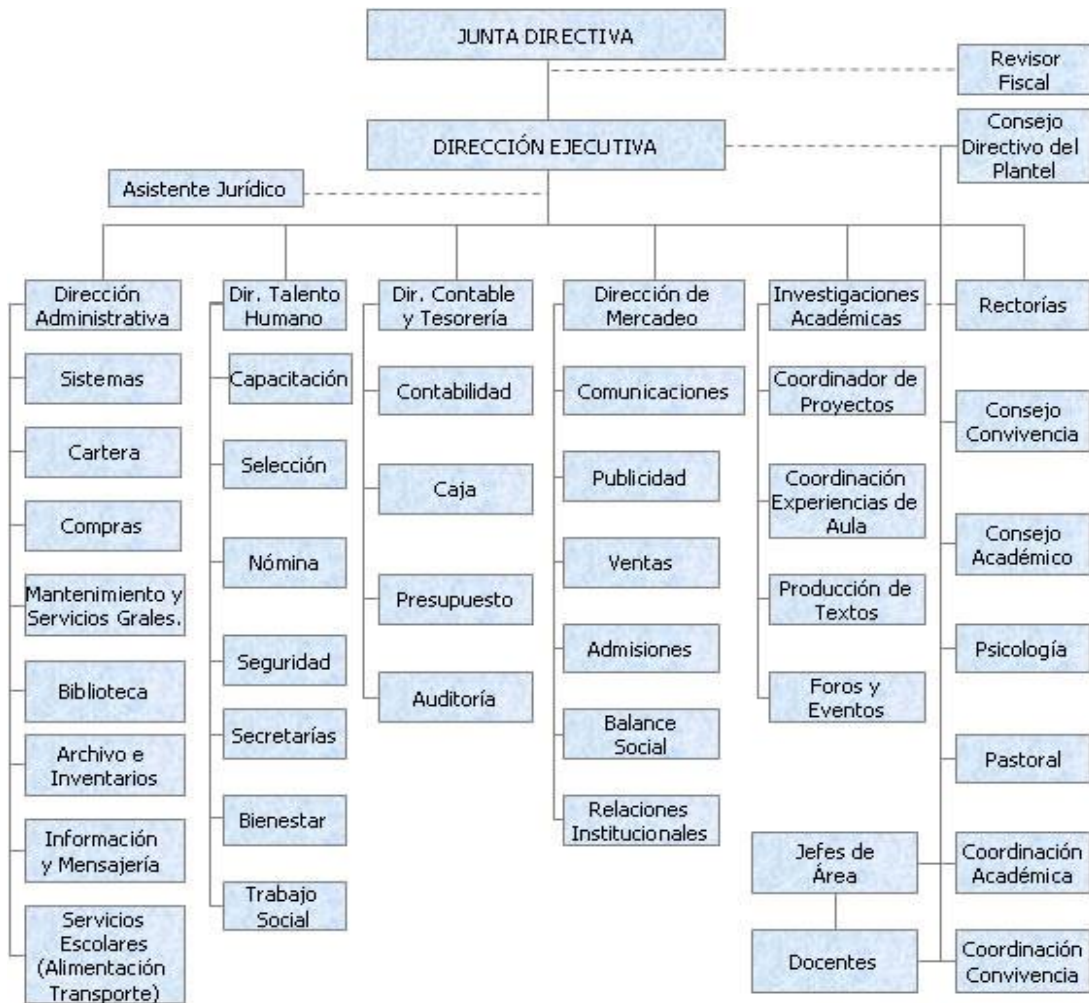 JUNTA DIRECTIVA
Revisor
Fiscal
DIRECCIÓN EJECUTIVA
Consejo
Directivo del
Plantel
Asistente Jurídico
Dirección
Administrativa
Sistemas
Cartera
Compras
Mantenimiento y
Servicios Grales.
Biblioteca
Archivo e
Inventarios
Información
y Mensajería
Servicios
Escolares
(Alimentación
Transporte)
Dir. Talento
Humano
Capacitación
Selección
Nómina
Seguridad
Secretarías
Bienestar
Trabajo
Social
Dir. Contable
y Tesorería
Contabilidad
Caja
Presupuesto
Auditoría
Dirección de
Mercadeo
Comunicaciones
Publicidad
Ventas
Admisiones
Balance
Social
Relaciones
Institucionales
Investigaciones
Académicas
Coordinador de
Proyectos
Coordinación
Experiencias de
Aula
Producción de
Textos
Foros y
Eventos
Jefes de
Área
Docentes
Rectorías
Consejo
Convivencia
Consejo
Académico
Psicología
Pastoral
Coordinación
Académica
Coordinación
Convivencia